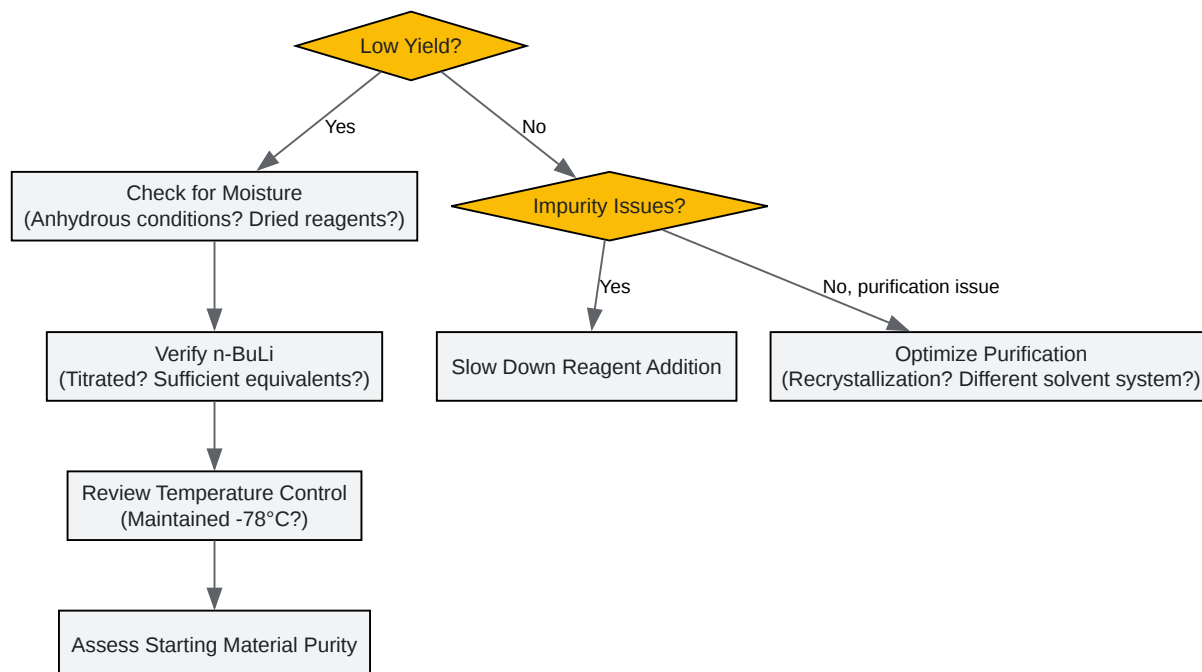 Low Yield?
Yes
No
Check for Moisture
(Anhydrous conditions? Dried reagents?)
Impurity Issues?
Yes
No, purification issue
Verify n-BuLi
(Titrated? Sufficient equivalents?)
Slow Down Reagent Addition
Optimize Purification
(Recrystallization? Different solvent system?)
Review Temperature Control
(Maintained -78°C?)
Assess Starting Material Purity